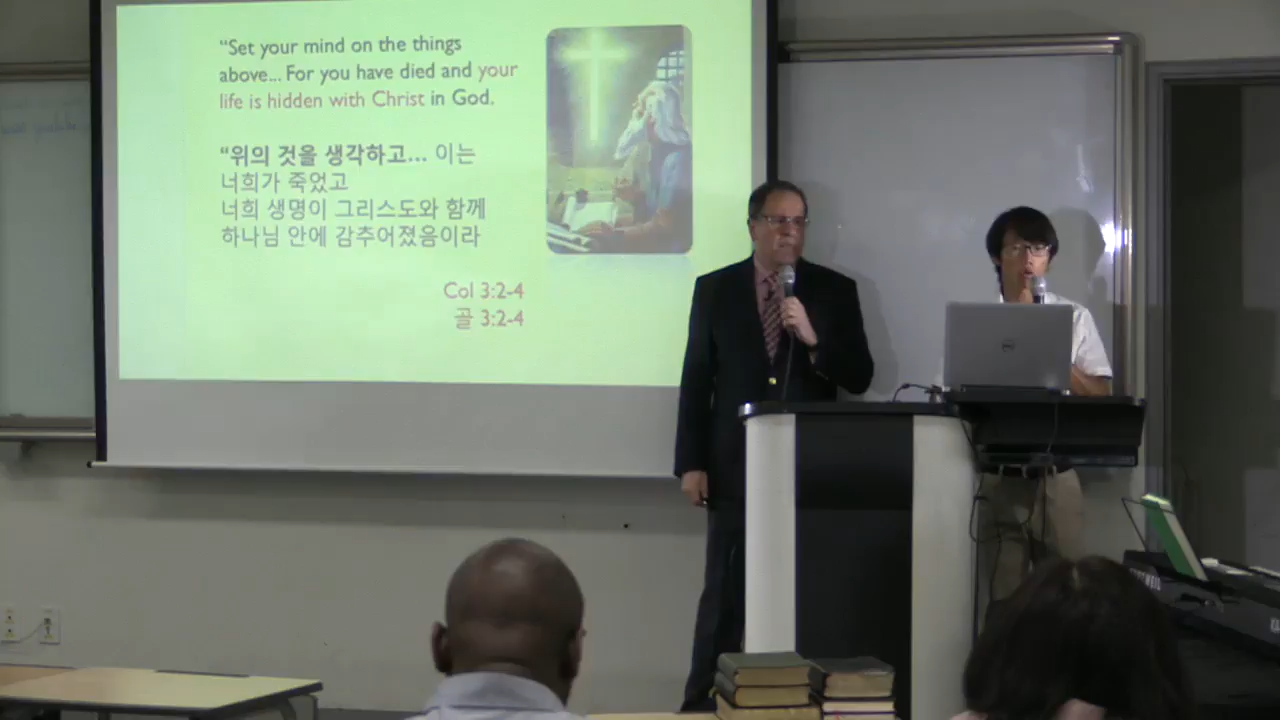 “Set your mind on the things
above... For you have died and your
life is hidden with Christ in God.
“위의 것을 생각하고... 이는
너희가 죽었고
너희 생명이 그리스도와 함께
하나님 안에 감추어졌음이라
Col 3:2-4
골 3:2-4
DELL
KURZWEIL